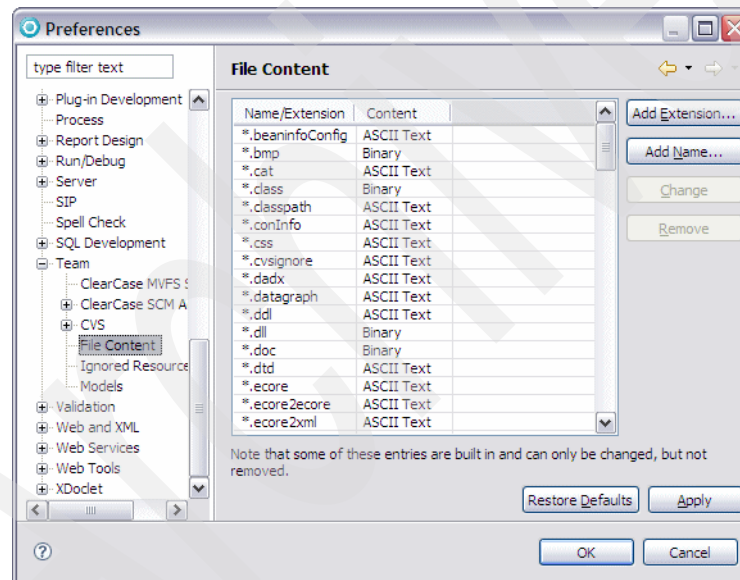 Preferences
type filter text
Plug-in Development
Process
Report Design
Run/Debug
Server
SIP
Spell Check
SQL Development
Team
ClearCase MVFS S
ClearCase SCM A
CVS
File Content
Ignored Resource
Models
Validation
Web and XML
Web Services
Web Tools
XDoclet
File Content
Name/Extension Content
*.beaninfoConfig ASCII Text
*.bmp Binary
*.cat ASCII Text
*.class Binary
*.classpath ASCII Text
*.conInfo ASCII Text
*.css ASCII Text
*.cvsignore ASCII Text
*.dadx ASCII Text
*.datagraph ASCII Text
*.ddl ASCII Text
*.dll Binary
*.doc Binary
*.dtd ASCII Text
*.ecore ASCII Text
*.ecore2ecore ASCII Text
*.ecore2xml ASCII Text
Add Extension...
Add Name...
Change
Remove
Note that some of these entries are built in and can only be changed, but not
removed.
Restore Defaults Apply
OK Cancel